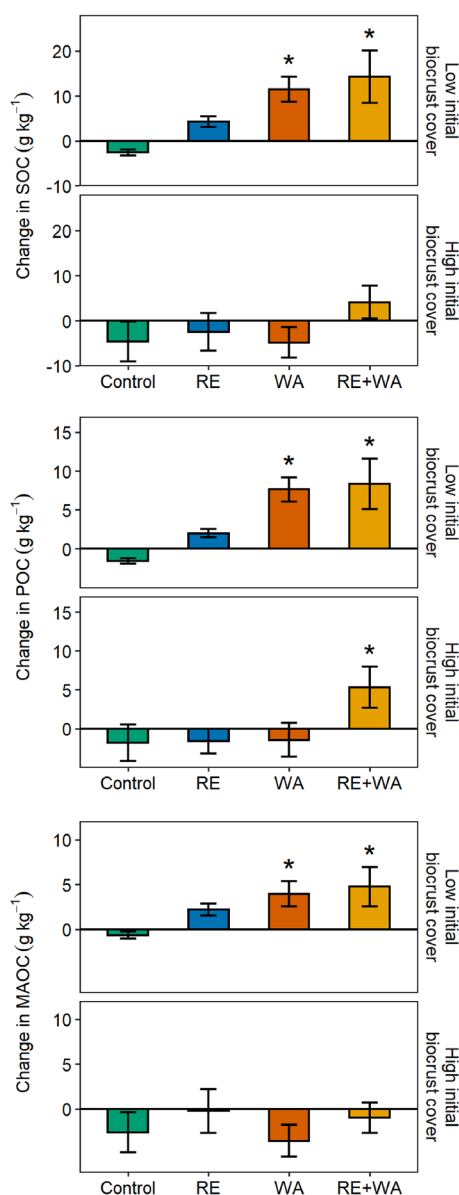 Change in SOC (g kg⁻¹)
20
10
0
-10
*
*
Low initial
biocrust cover
20
10
0
-10
High initial
biocrust cover
Control RE WA RE+WA
Change in POC (g kg⁻¹)
15
10
5
0
*
*
Low initial
biocrust cover
15
10
5
0
*
High initial
biocrust cover
Control RE WA RE+WA
Change in MAOC (g kg⁻¹)
10
5
0
*
*
Low initial
biocrust cover
10
5
0
High initial
biocrust cover
Control RE WA RE+WA